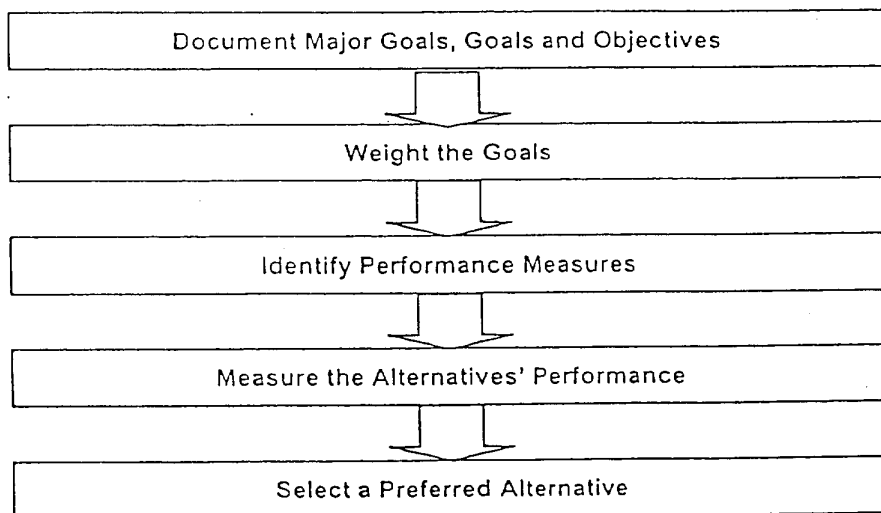 Document Major Goals, Goals and Objectives
Weight the Goals
Identify Performance Measures
Measure the Alternatives' Performance
Select a Preferred Alternative